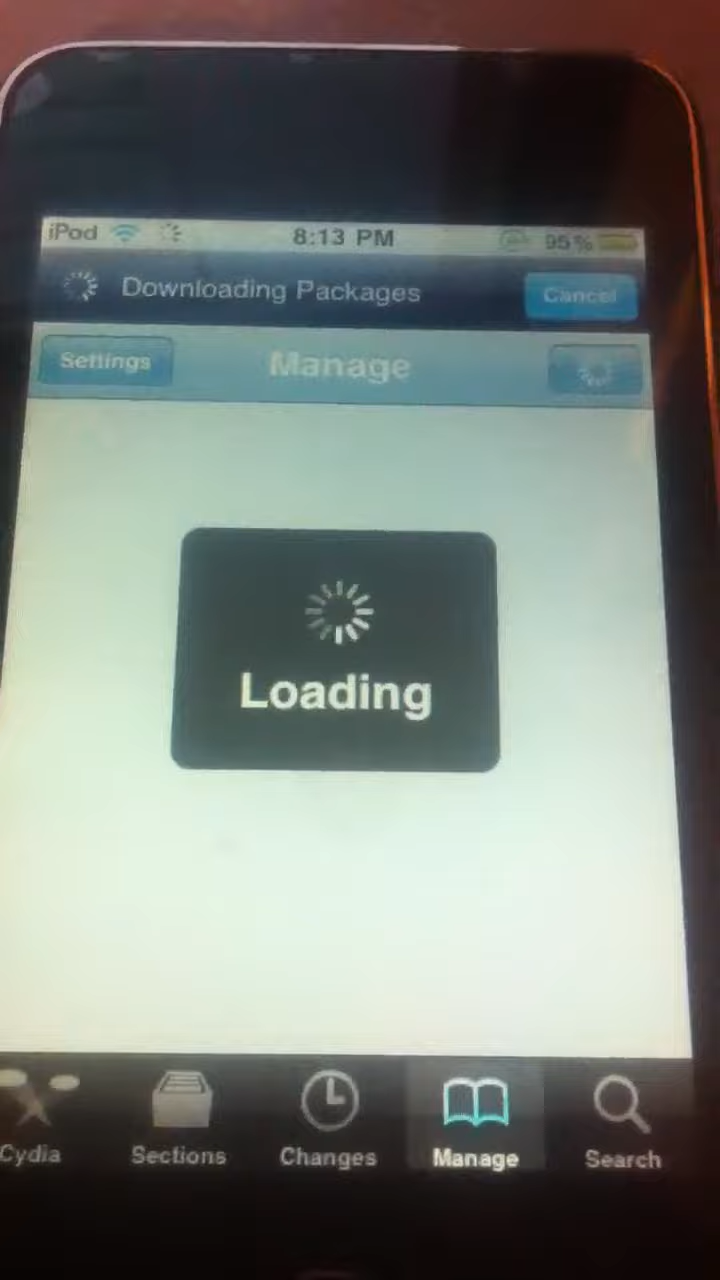 iPod 8:13 PM 95%
Downloading Packages Cancel
Settings Manage
Loading
Cydia Sections Changes Manage Search